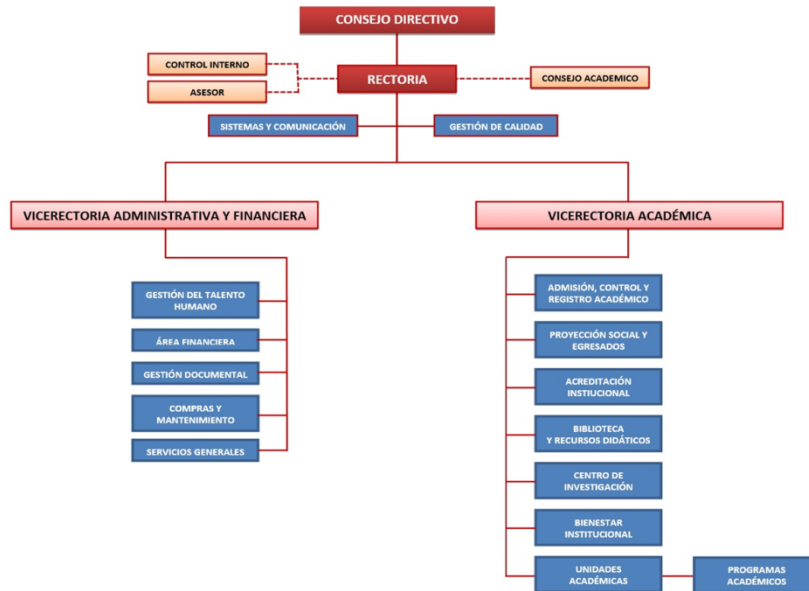 CONSEJO DIRECTIVO
CONTROL INTERNO
RECTORIA
CONSEJO ACADEMICO
ASESOR
SISTEMAS Y COMUNICACIÓN
GESTIÓN DE CALIDAD
VICERECTORIA ADMINISTRATIVA Y FINANCIERA
VICERECTORIA ACADÉMICA
GESTIÓN DEL TALENTO
HUMANO
ÁREA FINANCIERA
GESTIÓN DOCUMENTAL
COMPRAS Y
MANTENIMIENTO
SERVICIOS GENERALES
ADMISIÓN, CONTROL Y
REGISTRO ACADÉMICO
PROYECCIÓN SOCIAL Y
EGRESADOS
ACREDITACIÓN
INSTIUCIONAL
BIBLIOTECA
Y RECURSOS DIDÁTICOS
CENTRO DE
INVESTIGACIÓN
BIENESTAR
INSTITUCIONAL
UNIDADES
ACADÉMICAS
PROGRAMAS
ACADÉMICOS